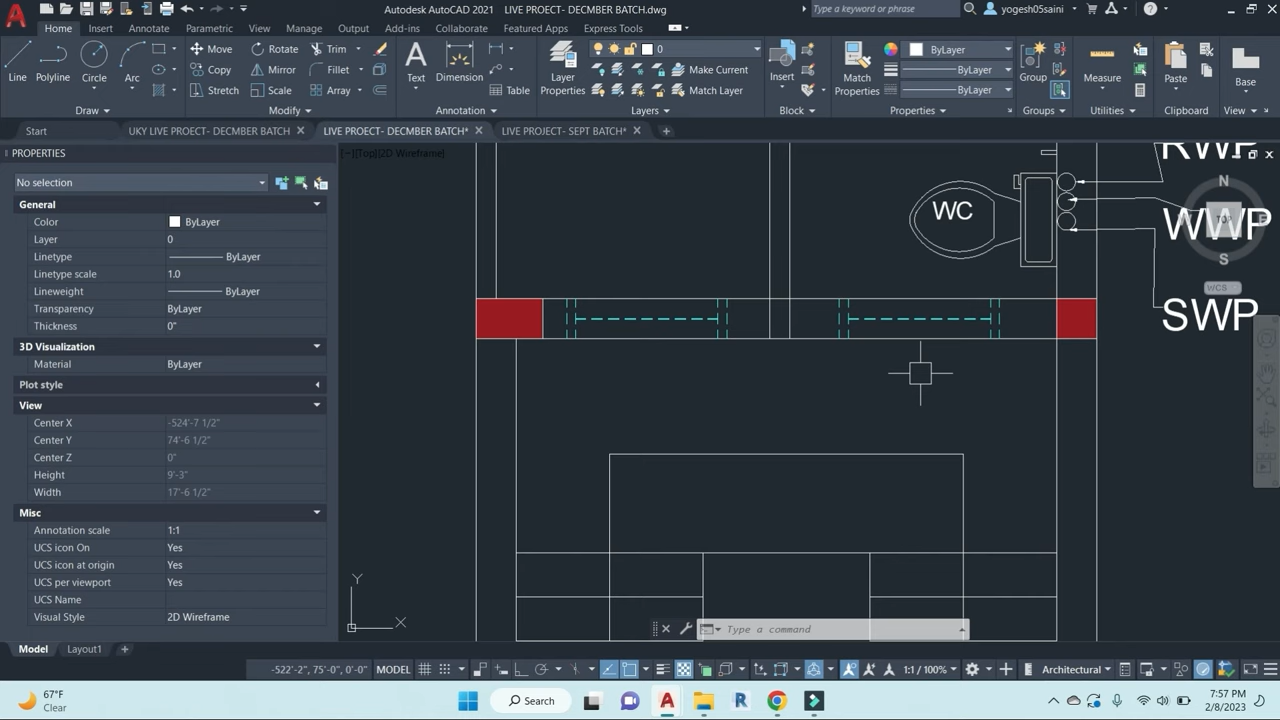 Autodesk AutoCAD 2021 LIVE PROECT- DECMBER BATCH.dwg
Type a keyword or phrase
yogesh05saini
Home Insert Annotate Parametric View Manage Output Add-ins Collaborate Express Tools Featured Apps
Move Rotate Trim
Copy Mirror Fillet
Stretch Scale Array
Line Polyline Circle Arc
Text Dimension
Table
Layer Properties
0
Make Current
Match Layer
Insert
Match Properties
ByLayer
ByLayer
ByLayer
Group
Measure
Paste
Base
Draw Modify Annotation Layers Block Properties Groups Utilities Clipboard View
Start UKY LIVE PROECT- DECMBER BATCH LIVE PROECT- DECMBER BATCH* LIVE PROECT- SEPT BATCH*
PROPERTIES
[−][Top][2D Wireframe]
No selection
General
Color ByLayer
Layer 0
Linetype ByLayer
Linetype scale 1.0
Lineweight ByLayer
Transparency ByLayer
Thickness 0"
3D Visualization
Material ByLayer
Plot style
View
Center X -524'-7 1/2"
Center Y 74'-6 1/2"
Center Z 0"
Height 9'-3"
Width 17'-6 1/2"
Misc
Annotation scale 1:1
UCS icon On Yes
UCS icon at origin Yes
UCS per viewport Yes
UCS Name
Visual Style 2D Wireframe
RWP
WC
WWP
SWP
N
TOP
E
S
WCS
Y
X
Type a command
Model Layout1
-522'-2", 75'-0", 0'-0" MODEL 1:1 / 100% Architectural
67°F
Clear
Search
7:57 PM
2/8/2023